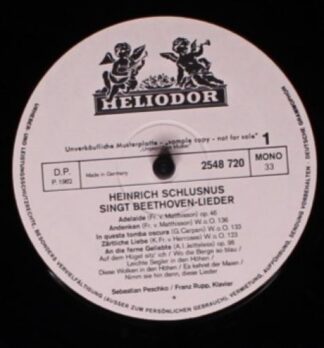 HELIODOR
Unverkäufliche Musterplatte - „sample copy - not for sale" 1
D.P.
P 1962
Made in Germany
2548 720
MONO
33
HEINRICH SCHLUSNUS
SINGT BEETHOVEN-LIEDER
Adelaide (Fr. v. Matthisson) op. 46
Andenken (Fr. v. Matthisson) W.o.O. 136
In questa tomba oscura (G. Carpani) W.o.O. 133
Zärtliche Liebe (K. Fr. v. Herrosee) W.o.O. 123
An die ferne Geliebte (A.I. Jeitteles) op. 98
Auf dem Hügel sitz' ich / Wo die Berge so blau /
Leichte Segler in den Höhen /
Diese Wolken in den Höhen / Es kehret der Maien /
Nimm sie hin denn, diese Lieder
Sebastian Peschko / Franz Rupp, Klavier